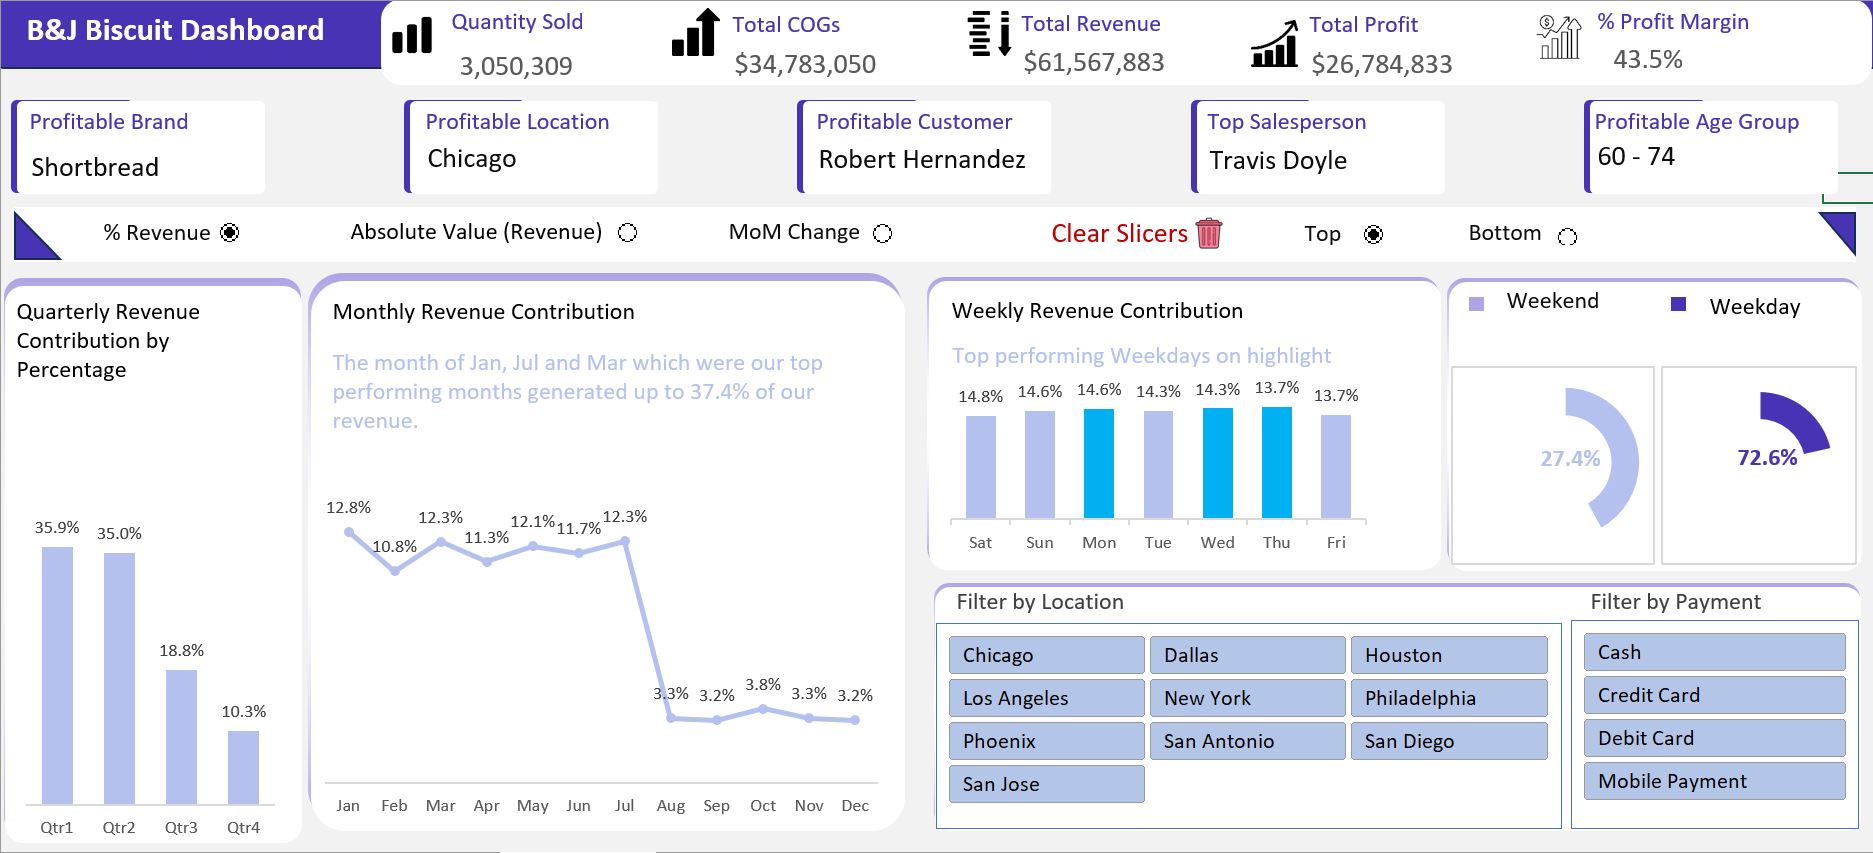 B&J Biscuit Dashboard
Quantity Sold
3,050,309
Total COGs
$34,783,050
Total Revenue
$61,567,883
Total Profit
$26,784,833
% Profit Margin
43.5%
Profitable Brand
Shortbread
Profitable Location
Chicago
Profitable Customer
Robert Hernandez
Top Salesperson
Travis Doyle
Profitable Age Group
60 - 74
% Revenue
Absolute Value (Revenue)
MoM Change
Clear Slicers
Top
Bottom
Quarterly Revenue
Contribution by
Percentage
35.9%
35.0%
18.8%
10.3%
Qtr1
Qtr2
Qtr3
Qtr4
Monthly Revenue Contribution
The month of Jan, Jul and Mar which were our top
performing months generated up to 37.4% of our
revenue.
12.8%
10.8%
12.3%
11.3%
12.1%
11.7%
12.3%
3.3%
3.2%
3.8%
3.3%
3.2%
Jan
Feb
Mar
Apr
May
Jun
Jul
Aug
Sep
Oct
Nov
Dec
Weekly Revenue Contribution
Top performing Weekdays on highlight
14.8%
14.6%
14.6%
14.3%
14.3%
13.7%
13.7%
Sat
Sun
Mon
Tue
Wed
Thu
Fri
Weekend
Weekday
27.4%
72.6%
Filter by Location
Chicago
Dallas
Houston
Los Angeles
New York
Philadelphia
Phoenix
San Antonio
San Diego
San Jose
Filter by Payment
Cash
Credit Card
Debit Card
Mobile Payment